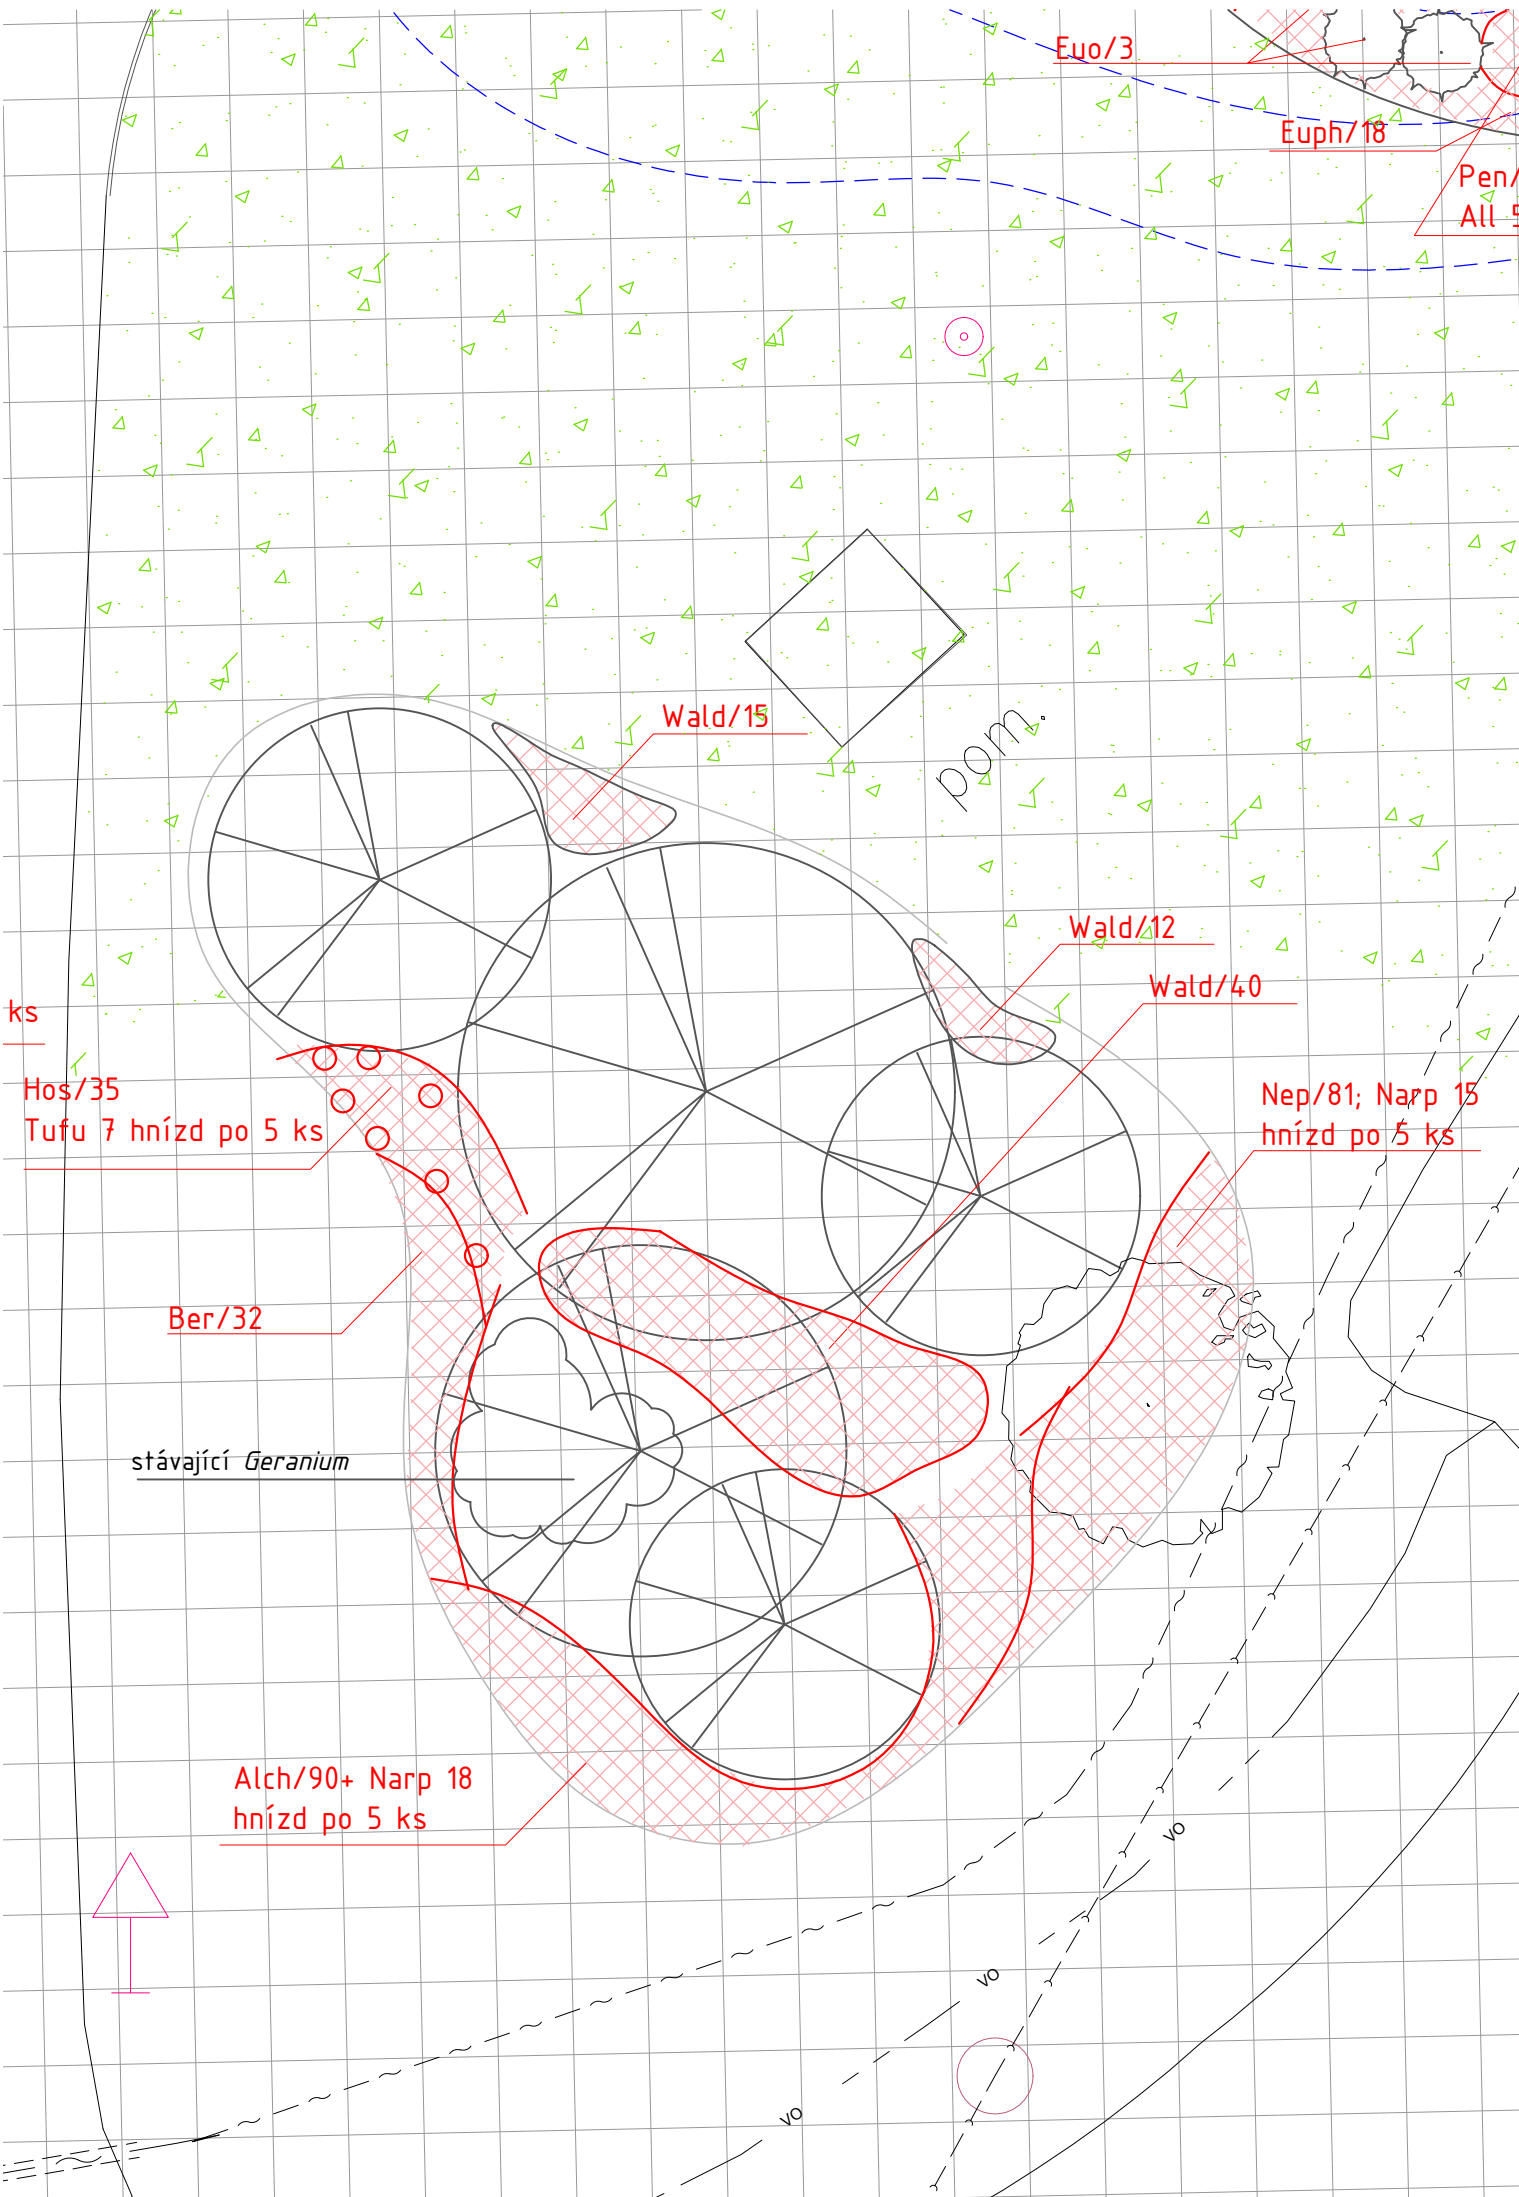 Euo/3
Euph/18
Pen/
All 5
Wald/15
pom.
Wald/12
Wald/40
ks
Hos/35
Tufu 7 hnízd po 5 ks
Nep/81; Narp 15
hnízd po 5 ks
Ber/32
stávající Geranium
Alch/90+ Narp 18
hnízd po 5 ks
VO
VO
VO